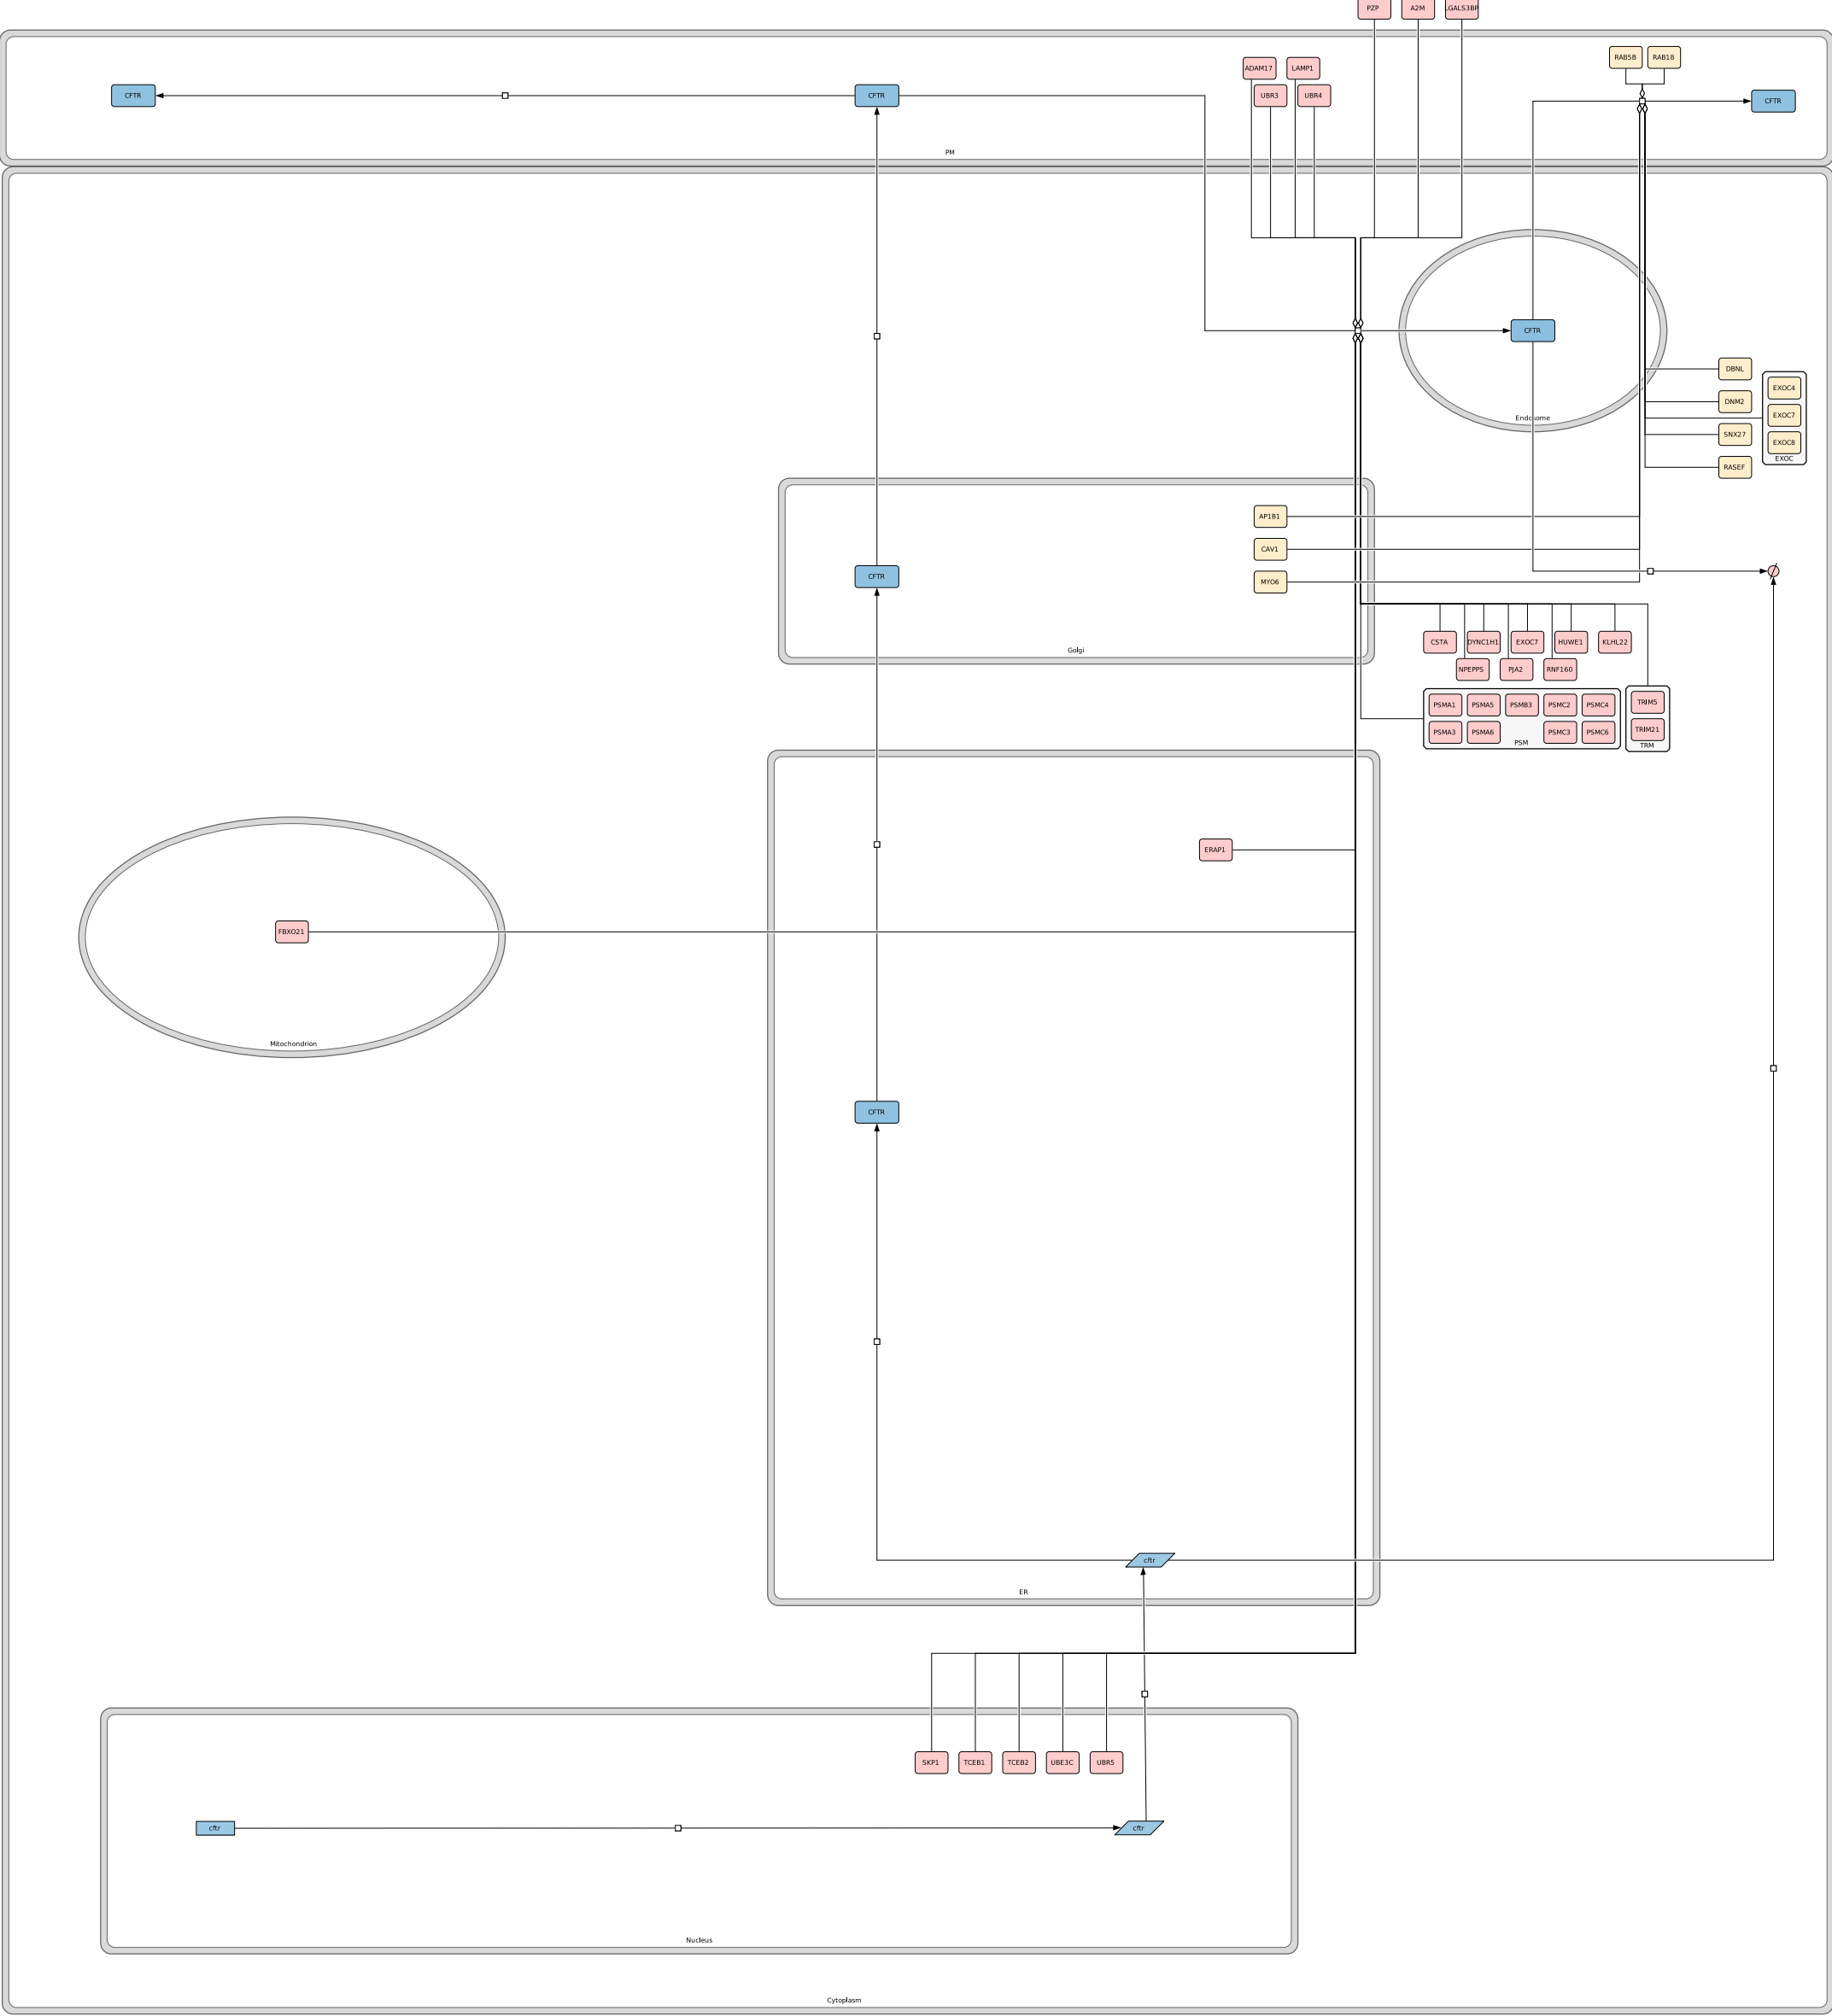 PZP A2M LGALS3BP
RAB5B RAB18
ADAM17 LAMP1
CFTR CFTR UBR3 UBR4 CFTR
PM
CFTR
DBNL
EXOC4
DNM2
EXOC7
Endosome
SNX27
EXOC8
EXOC
RASEF
AP1B1
CAV1
CFTR
MYO6
CSTA DYNC1H1 EXOC7 HUWE1 KLHL22
Golgi
NPEPPS PJA2 RNF160
PSMA1 PSMA5 PSMB3 PSMC2 PSMC4 TRIM5
PSMA3 PSMA6 PSMC3 PSMC6 TRIM21
PSM TRM
ERAP1
FBXO21
Mitochondrion
CFTR
cftr
ER
SKP1 TCEB1 TCEB2 UBE3C UBR5
cftr cftr
Nucleus
Cytoplasm